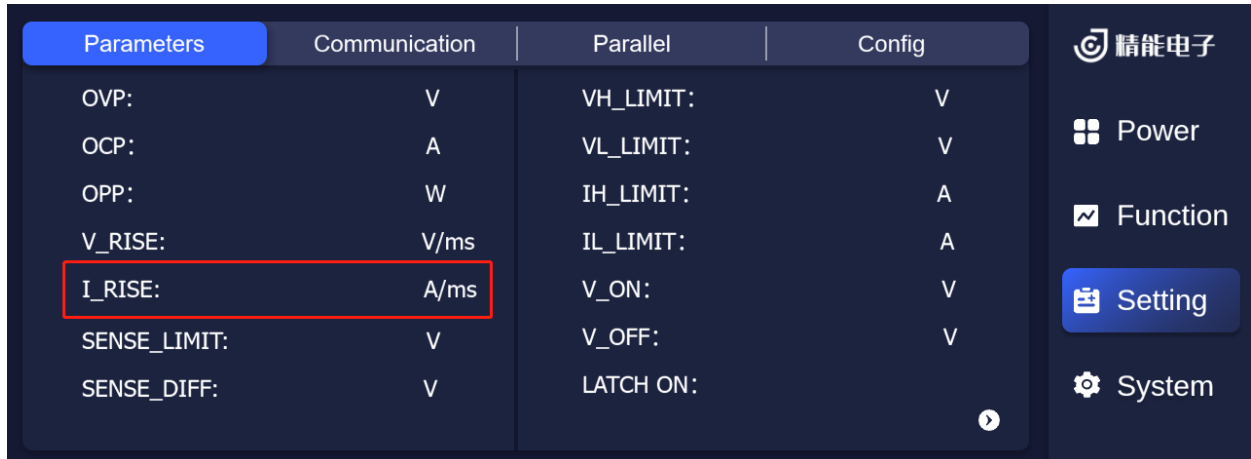 Parameters Communication Parallel Config
精能电子
OVP: V
OCP: A
OPP: W
V_RISE: V/ms
I_RISE: A/ms
SENSE_LIMIT: V
SENSE_DIFF: V
VH_LIMIT: V
VL_LIMIT: V
IH_LIMIT: A
IL_LIMIT: A
V_ON: V
V_OFF: V
LATCH ON:
Power
Function
Setting
System